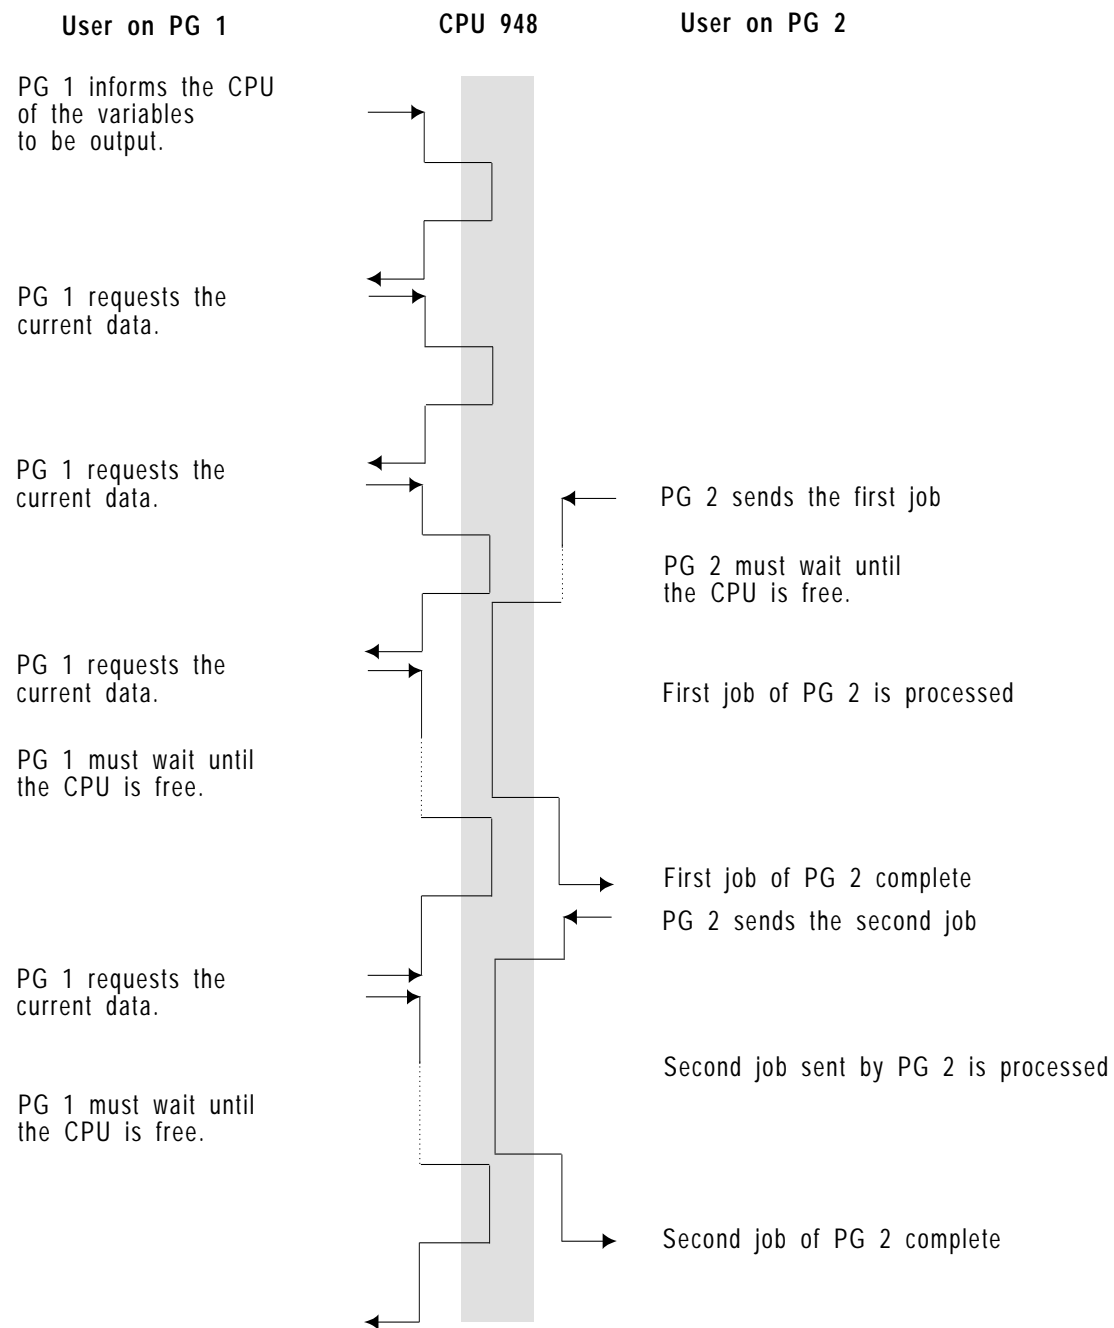 User on PG 1
CPU 948
User on PG 2
PG 1 informs the CPU
of the variables
to be output.
PG 1 requests the
current data.
PG 1 requests the
current data.
PG 2 sends the first job
PG 2 must wait until
the CPU is free.
PG 1 requests the
current data.
First job of PG 2 is processed
PG 1 must wait until
the CPU is free.
First job of PG 2 complete
PG 2 sends the second job
PG 1 requests the
current data.
Second job sent by PG 2 is processed
PG 1 must wait until
the CPU is free.
Second job of PG 2 complete